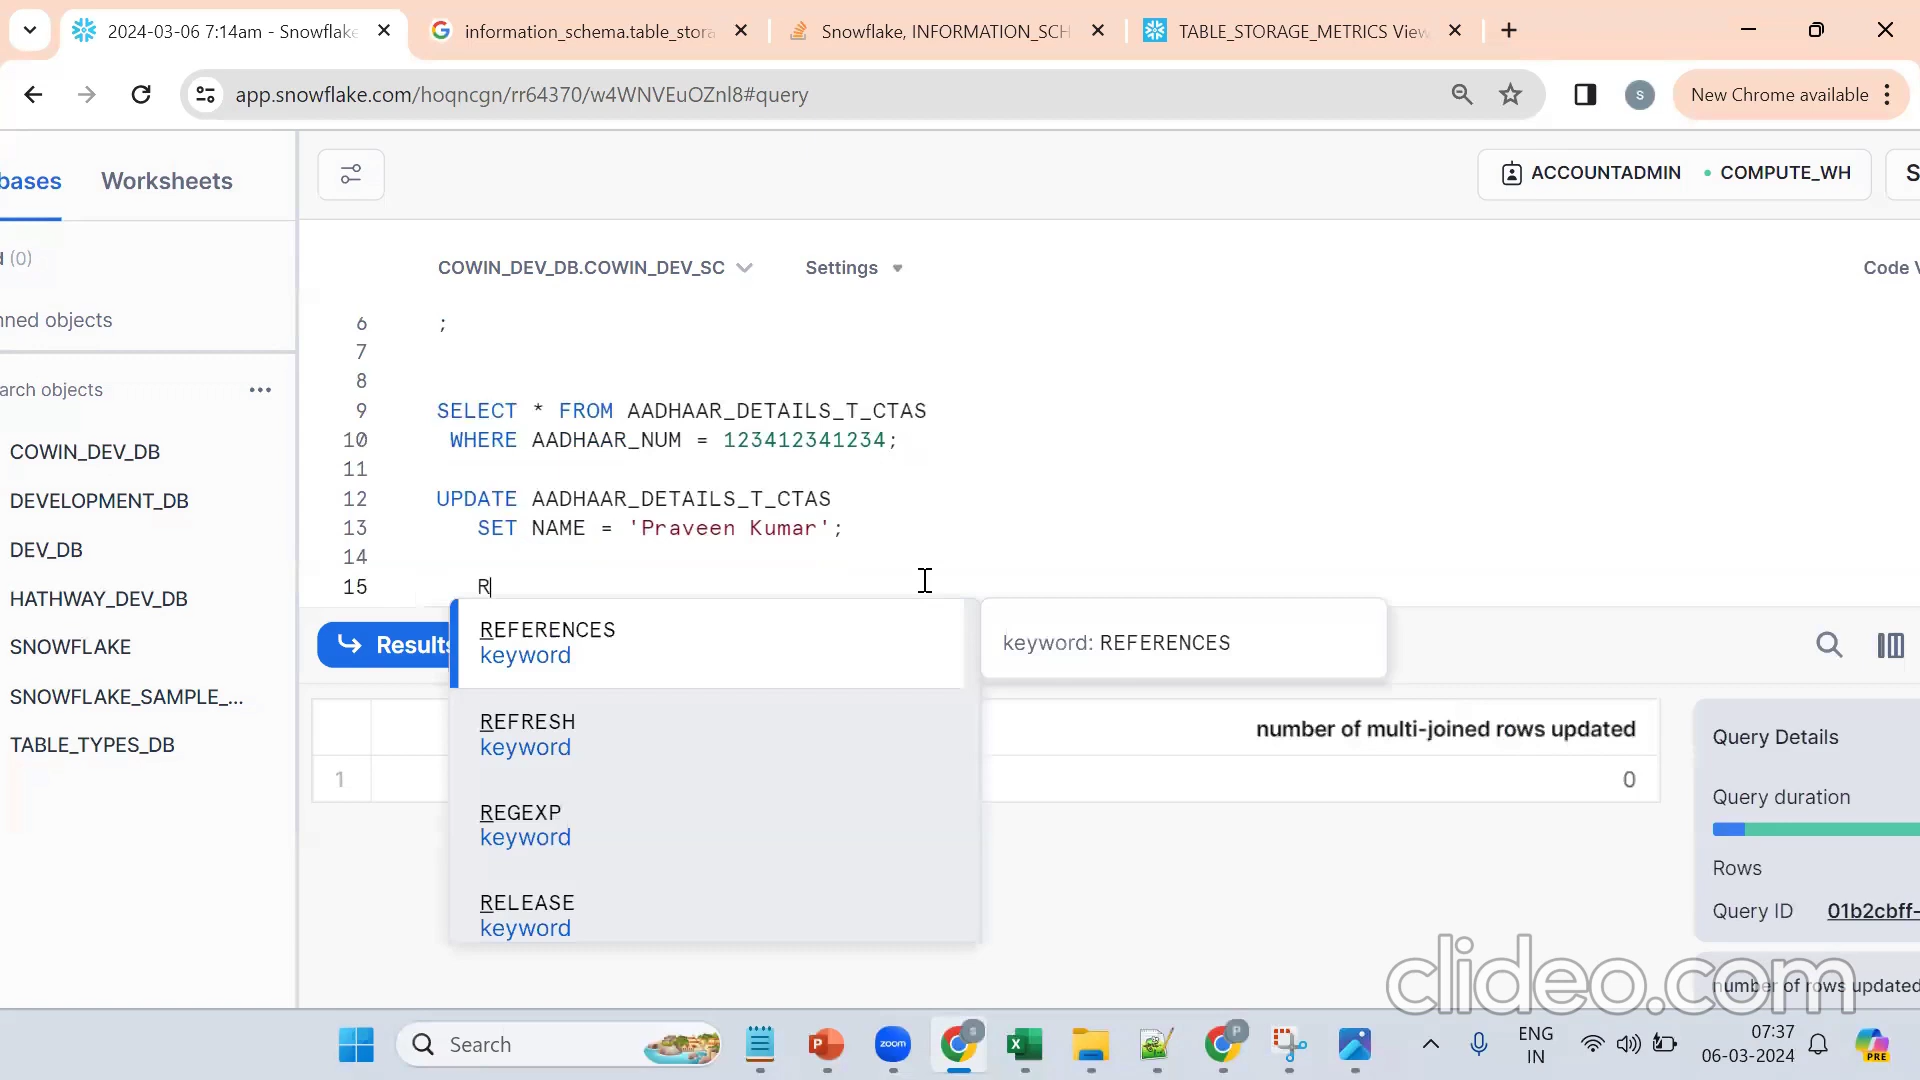 2024-03-06 7:14am - Snowflake
information_schema.table_stora
Snowflake, INFORMATION_SCH
TABLE_STORAGE_METRICS View
app.snowflake.com/hoqncgn/rr64370/w4WNVEuOZnl8#query
s
New Chrome available
bases
Worksheets
ACCOUNTADMIN
COMPUTE_WH
S
d (0)
COWIN_DEV_DB.COWIN_DEV_SC
Settings
Code V
nned objects
arch objects
COWIN_DEV_DB
DEVELOPMENT_DB
DEV_DB
HATHWAY_DEV_DB
SNOWFLAKE
SNOWFLAKE_SAMPLE_...
TABLE_TYPES_DB
6 ;
7
8
9 SELECT * FROM AADHAAR_DETAILS_T_CTAS
10 WHERE AADHAAR_NUM = 123412341234;
11
12 UPDATE AADHAAR_DETAILS_T_CTAS
13 SET NAME = 'Praveen Kumar';
14
15 R
Results
REFERENCES
keyword
keyword: REFERENCES
REFRESH
keyword
REGEXP
keyword
RELEASE
keyword
number of multi-joined rows updated
1 0
Query Details
Query duration
Rows
Query ID 01b2cbff-
number of rows updated
clideo.com
Search
zoom
S
P
ENG
IN
07:37
06-03-2024
PRE